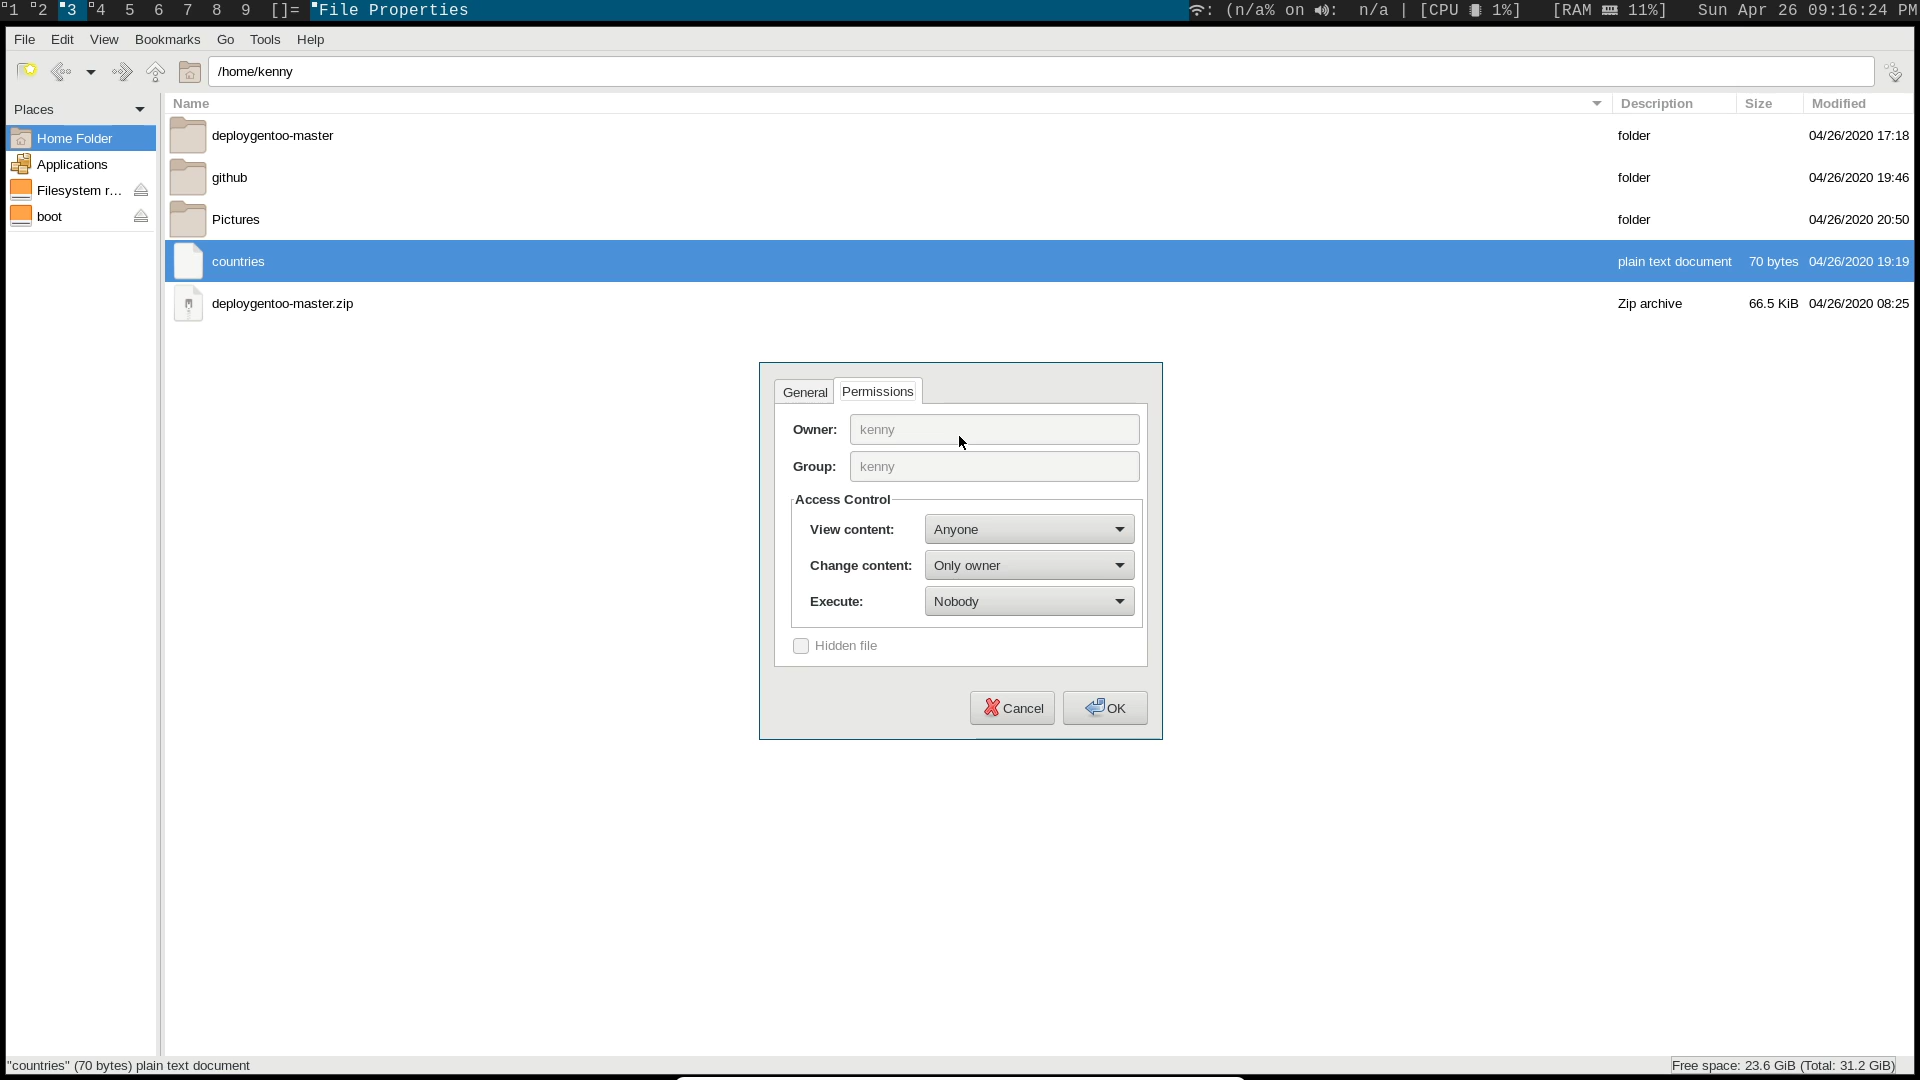 1 2 3 4 5 6 7 8 9 []= File Properties : (n/a% on : n/a | [CPU 1%] [RAM 11%] Sun Apr 26 09:16:24 PM
File Edit View Bookmarks Go Tools Help
/home/kenny
Places
Home Folder
Applications
Filesystem r...
boot
Name Description Size Modified
deploygentoo-master folder 04/26/2020 17:18
github folder 04/26/2020 19:46
Pictures folder 04/26/2020 20:50
countries plain text document 70 bytes 04/26/2020 19:19
deploygentoo-master.zip Zip archive 66.5 KiB 04/26/2020 08:25
General Permissions
Owner: kenny
Group: kenny
Access Control
View content: Anyone
Change content: Only owner
Execute: Nobody
Hidden file
Cancel OK
"countries" (70 bytes) plain text document Free space: 23.6 GiB (Total: 31.2 GiB)